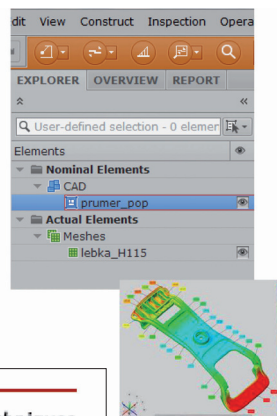 dit View Construct Inspection Opera
EXPLORER OVERVIEW REPORT
User-defined selection - 0 elemer
Elements
Nominal Elements
CAD
prumer_pop
Actual Elements
Meshes
lebka_H115